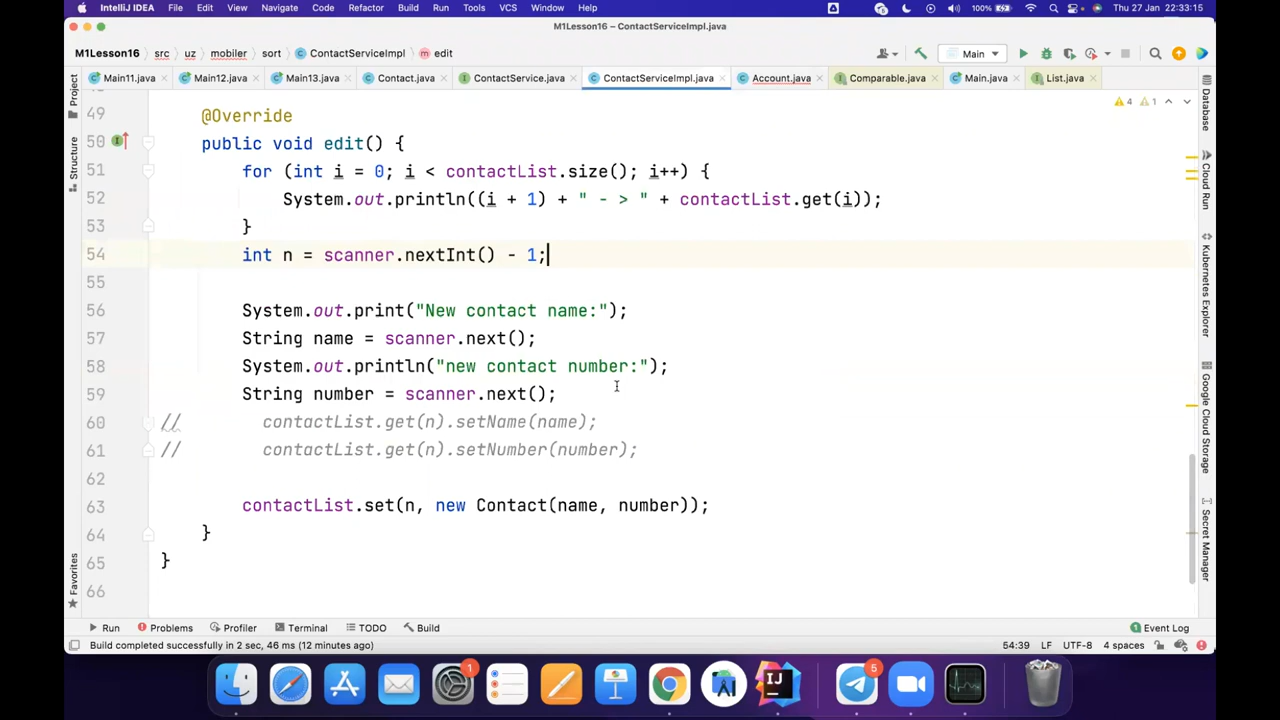 IntelliJ IDEA File Edit View Navigate Code Refactor Build Run Tools VCS Window Help 100% Thu 27 Jan 22:33:15
M1Lesson16 – ContactServiceImpl.java
M1Lesson16 src uz mobiler sort ContactServiceImpl edit Main
Main11.java Main12.java Main13.java Contact.java ContactService.java ContactServiceImpl.java Account.java Comparable.java Main.java List.java
Project
Structure
Favorites
4 1
49 @Override
50 public void edit() {
51 for (int i = 0; i < contactList.size(); i++) {
52 System.out.println((i + 1) + " - > " + contactList.get(i));
53 }
54 int n = scanner.nextInt() - 1;
55
56 System.out.print("New contact name:");
57 String name = scanner.next();
58 System.out.println("new contact number:");
59 String number = scanner.next();
60 // contactList.get(n).setName(name);
61 // contactList.get(n).setNumber(number);
62
63 contactList.set(n, new Contact(name, number));
64 }
65 }
66
Database
Cloud Run
Kubernetes Explorer
Google Cloud Storage
Secret Manager
Run Problems Profiler Terminal TODO Build 1 Event Log
Build completed successfully in 2 sec, 46 ms (12 minutes ago) 54:39 LF UTF-8 4 spaces
1 5
IJ